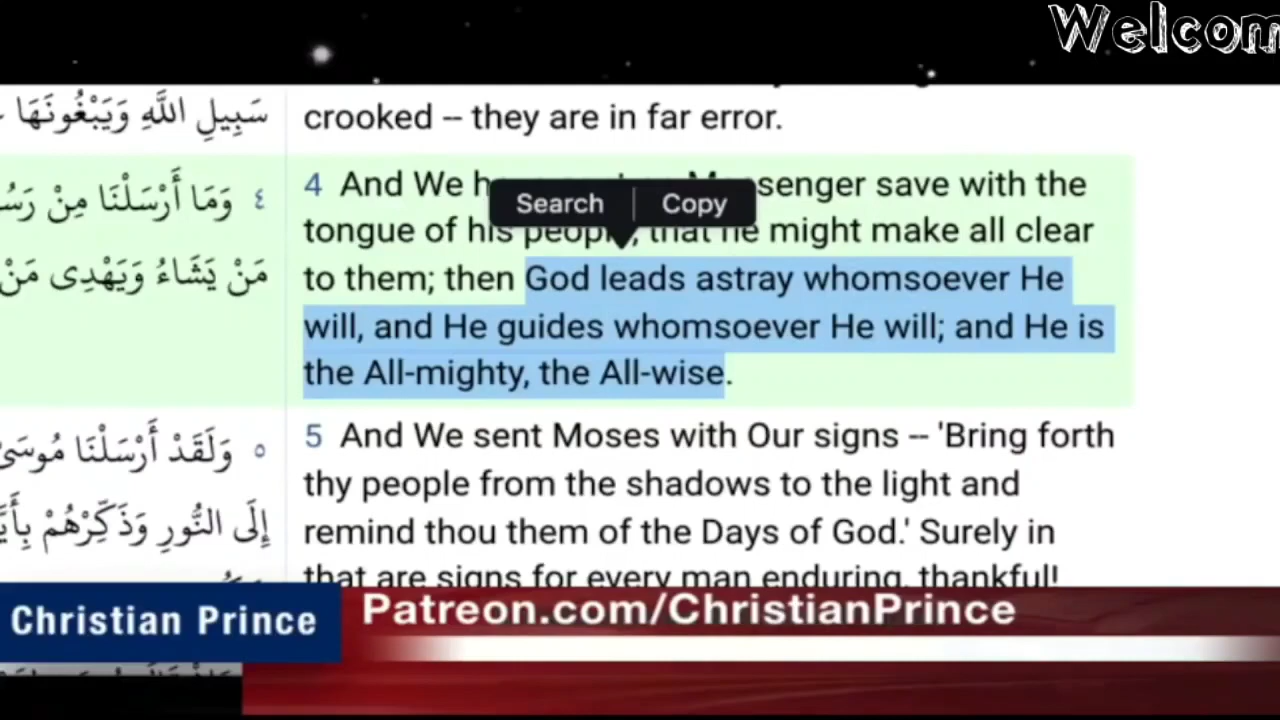 Welcom
سَبِيلِ اللَّهِ وَيَبْغُونَهَا
crooked -- they are in far error.
٤ وَمَا أَرْسَلْنَا مِنْ
مَنْ يَشَاءُ وَيَهْدِى مَنْ
4 And We senger save with the
Search Copy
tongue of his people, that he might make all clear
to them; then God leads astray whomsoever He
will, and He guides whomsoever He will; and He is
the All-mighty, the All-wise.
٥ وَلَقَدْ أَرْسَلْنَا مُوسَىٰ
إِلَى النُّورِ وَذَكِّرْهُمْ
5 And We sent Moses with Our signs -- 'Bring forth
thy people from the shadows to the light and
remind thou them of the Days of God.' Surely in
that are signs for every man enduring, thankful!
Christian Prince
Patreon.com/ChristianPrince